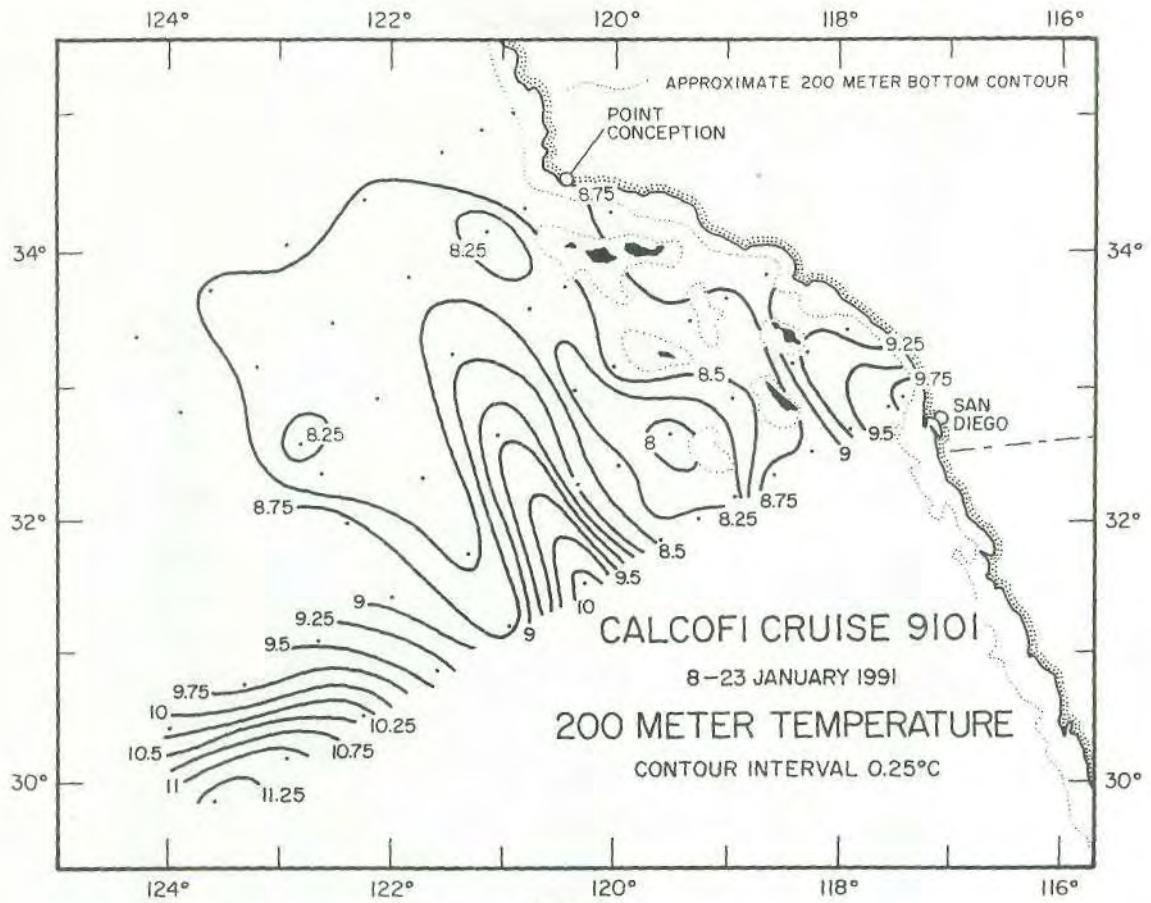 124° 122° 120° 118° 116°
APPROXIMATE 200 METER BOTTOM CONTOUR
POINT
CONCEPTION
8.75
34° 8.25 34°
9.25
8.5 9.75
SAN
DIEGO
8.25 8 9.5 9
8.75 8.25 8.75
32° 8.5 32°
9.5
9 10
9.25 9
CALCOFI CRUISE 9101
9.5
8–23 JANUARY 1991
9.75
10 10.25
200 METER TEMPERATURE
10.5 10.75
CONTOUR INTERVAL 0.25°C
30° 11 30°
11.25
124° 122° 120° 118° 116°